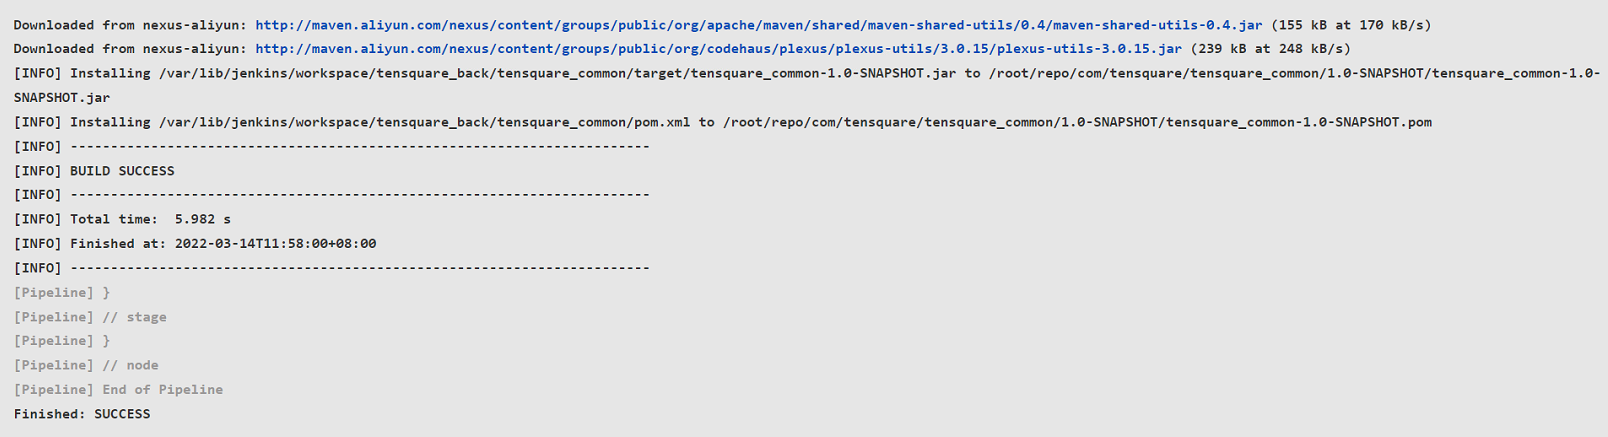 Downloaded from nexus-aliyun: http://maven.aliyun.com/nexus/content/groups/public/org/apache/maven/shared/maven-shared-utils/0.4/maven-shared-utils-0.4.jar (155 kB at 170 kB/s)
Downloaded from nexus-aliyun: http://maven.aliyun.com/nexus/content/groups/public/org/codehaus/plexus/plexus-utils/3.0.15/plexus-utils-3.0.15.jar (239 kB at 248 kB/s)
[INFO] Installing /var/lib/jenkins/workspace/tensquare_back/tensquare_common/target/tensquare_common-1.0-SNAPSHOT.jar to /root/repo/com/tensquare/tensquare_common/1.0-SNAPSHOT/tensquare_common-1.0-
SNAPSHOT.jar
[INFO] Installing /var/lib/jenkins/workspace/tensquare_back/tensquare_common/pom.xml to /root/repo/com/tensquare/tensquare_common/1.0-SNAPSHOT/tensquare_common-1.0-SNAPSHOT.pom
[INFO] ------------------------------------------------------------------------
[INFO] BUILD SUCCESS
[INFO] ------------------------------------------------------------------------
[INFO] Total time:  5.982 s
[INFO] Finished at: 2022-03-14T11:58:00+08:00
[INFO] ------------------------------------------------------------------------
[Pipeline] }
[Pipeline] // stage
[Pipeline] }
[Pipeline] // node
[Pipeline] End of Pipeline
Finished: SUCCESS